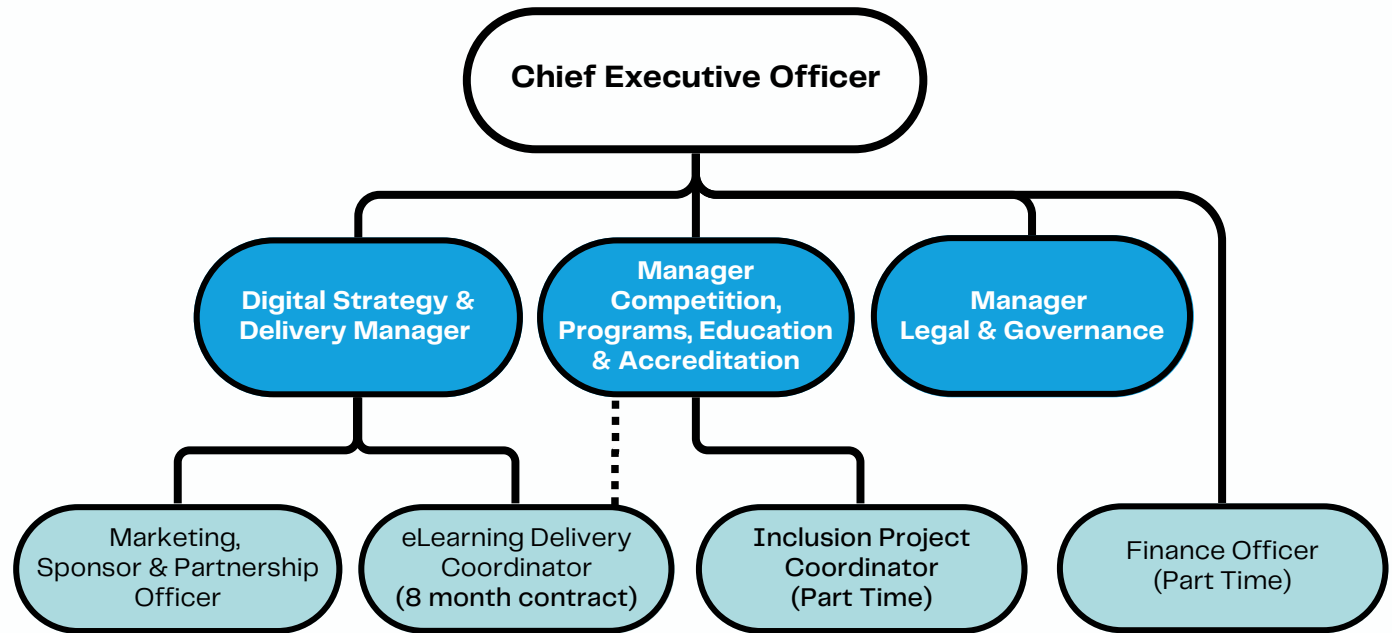 Chief Executive Officer
Digital Strategy &
Delivery Manager
Manager
Competition,
Programs, Education
& Accreditation
Manager
Legal & Governance
Marketing,
Sponsor & Partnership
Officer
eLearning Delivery
Coordinator
(8 month contract)
Inclusion Project
Coordinator
(Part Time)
Finance Officer
(Part Time)